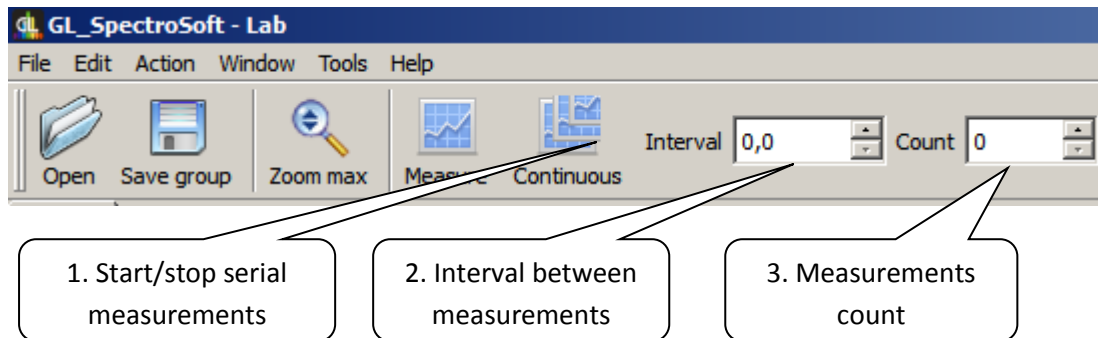 GL_SpectroSoft - Lab
File Edit Action Window Tools Help
Interval 0,0 Count 0
Open Save group Zoom max Measure Continuous
1. Start/stop serial
measurements
2. Interval between
measurements
3. Measurements
count